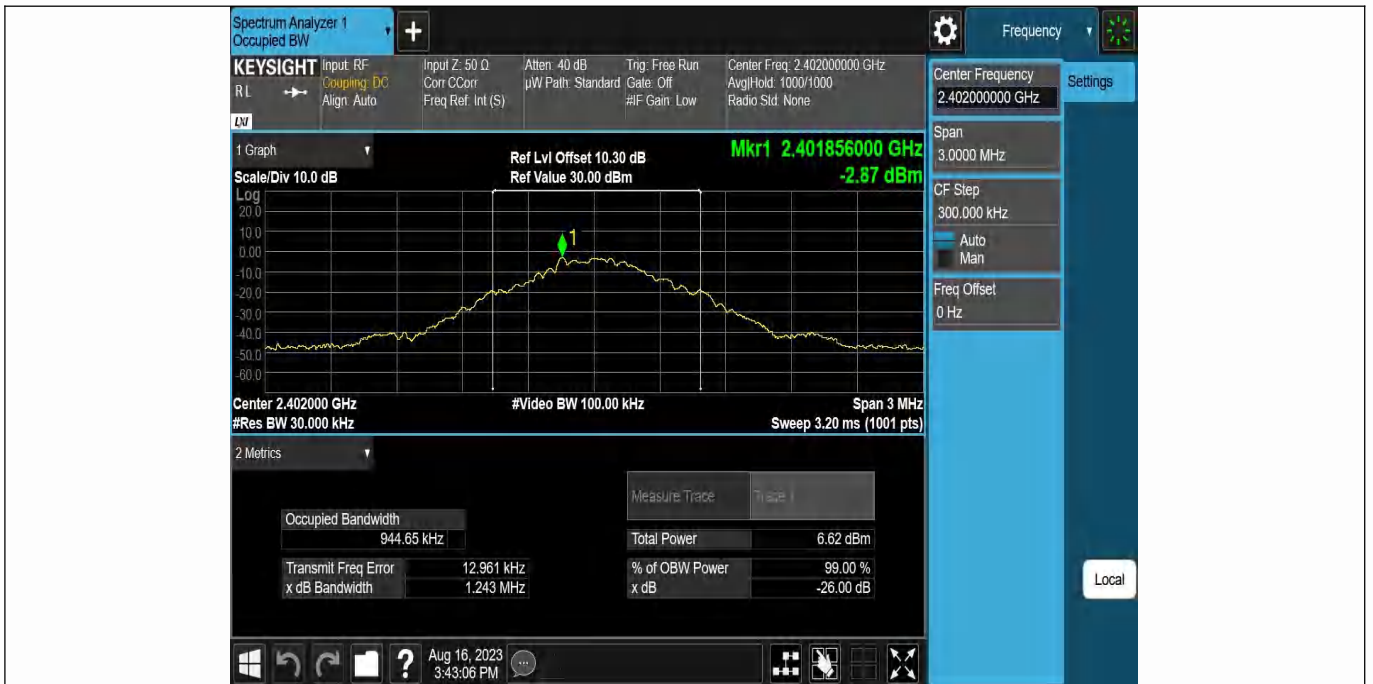 Spectrum Analyzer 1
Occupied BW
Frequency
KEYSIGHT
RL
LXI
Input: RF
Coupling: DC
Align: Auto
Input Z: 50 Ω
Corr CCorr
Freq Ref: Int (S)
Atten: 40 dB
µW Path: Standard
Trig: Free Run
Gate: Off
#IF Gain: Low
Center Freq: 2.402000000 GHz
Avg|Hold: 1000/1000
Radio Std: None
Center Frequency
2.402000000 GHz
Settings
Span
3.0000 MHz
CF Step
300.000 kHz
Auto
Man
Freq Offset
0 Hz
Local
1 Graph
Scale/Div 10.0 dB
Ref Lvl Offset 10.30 dB
Ref Value 30.00 dBm
Mkr1 2.401856000 GHz
-2.87 dBm
Log
20.0
10.0
0.00
-10.0
-20.0
-30.0
-40.0
-50.0
-60.0
1
Center 2.402000 GHz
#Video BW 100.00 kHz
Span 3 MHz
#Res BW 30.000 kHz
Sweep 3.20 ms (1001 pts)
2 Metrics
Measure Trace
Trace 1
Occupied Bandwidth
944.65 kHz
Total Power 6.62 dBm
Transmit Freq Error 12.961 kHz
% of OBW Power 99.00 %
x dB Bandwidth 1.243 MHz
x dB -26.00 dB
Aug 16, 2023
3:43:06 PM